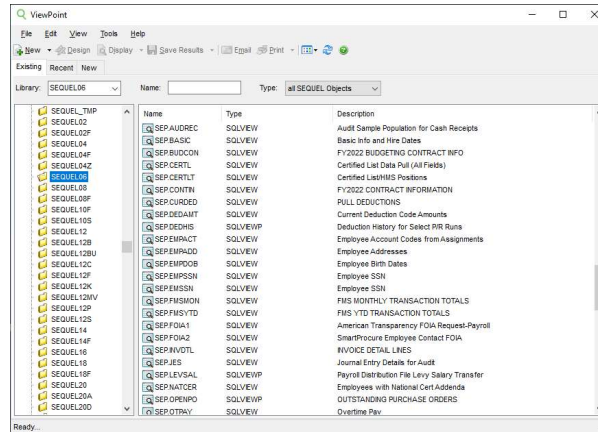 ViewPoint
File Edit View Tools Help
New Design Display Save Results Email Print
Existing Recent New
Library: SEQUEL06 Name: Type: all SEQUEL Objects
SEQUEL_TMP
SEQUEL02
SEQUEL02F
SEQUEL04
SEQUEL04F
SEQUEL04Z
SEQUEL06
SEQUEL08
SEQUEL08F
SEQUEL10F
SEQUEL10S
SEQUEL12
SEQUEL12B
SEQUEL12BU
SEQUEL12C
SEQUEL12F
SEQUEL12K
SEQUEL12MV
SEQUEL12P
SEQUEL12S
SEQUEL14
SEQUEL14F
SEQUEL16
SEQUEL18
SEQUEL18F
SEQUEL20
SEQUEL20A
SEQUEL20D
Name Type Description
SEP.AUDREC SQLVIEW Audit Sample Population for Cash Receipts
SEP.BASIC SQLVIEW Basic Info and Hire Dates
SEP.BUDCON SQLVIEW FY2022 BUDGETING CONTRACT INFO
SEP.CERTL SQLVIEW Certified List Data Pull (All Fields)
SEP.CERTLT SQLVIEW Certified List/HMS Positions
SEP.CONTIN SQLVIEW FY2022 CONTRACT INFORMATION
SEP.CURDED SQLVIEW PULL DEDUCTIONS
SEP.DEDAMT SQLVIEW Current Deduction Code Amounts
SEP.DEDHIS SQLVIEWP Deduction History for Select P/R Runs
SEP.EMPACT SQLVIEW Employee Account Codes from Assignments
SEP.EMPADD SQLVIEW Employee Addresses
SEP.EMPDOB SQLVIEW Employee Birth Dates
SEP.EMPSSN SQLVIEW Employee SSN
SEP.EMSSN SQLVIEW Employee SSN
SEP.FMSMON SQLVIEW FMS MONTHLY TRANSACTION TOTALS
SEP.FMSYTD SQLVIEW FMS YTD TRANSACTION TOTALS
SEP.FOIA1 SQLVIEW American Transparency FOIA Request-Payroll
SEP.FOIA2 SQLVIEW SmartProcure Employee Contact FOIA
SEP.INVDTL SQLVIEW INVOICE DETAIL LINES
SEP.JES SQLVIEW Journal Entry Details for Audit
SEP.LEVSAL SQLVIEWP Payroll Distribution File Levy Salary Transfer
SEP.NATCER SQLVIEW Employees with National Cert Addenda
SEP.OPENPO SQLVIEWP OUTSTANDING PURCHASE ORDERS
SEP.OTPAY SQLVIEW Overtime Pay
Ready...